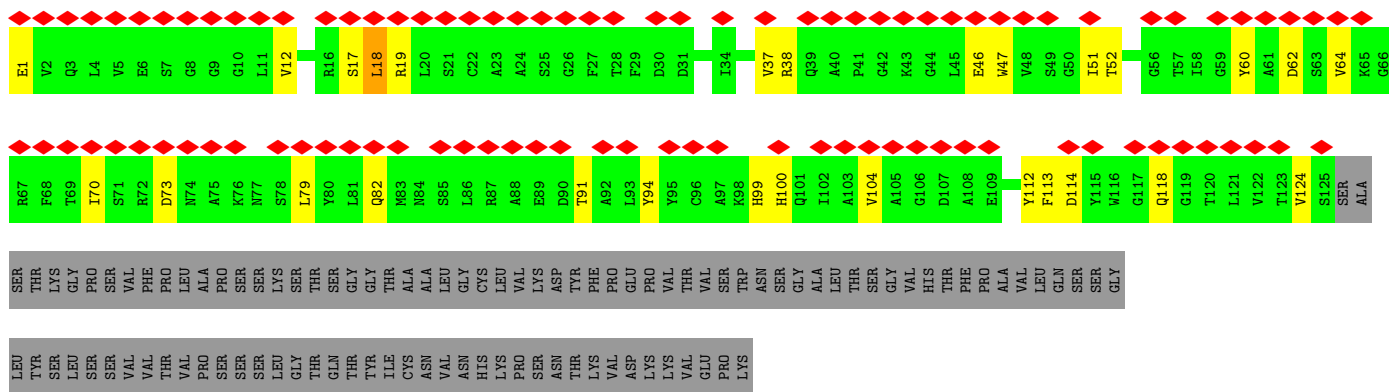 E1 V2 Q3 L4 V5 E6 S7 G8 G9 G10 L11 V12 R16 S17 L18 R19 L20 S21 C22 A23 A24 S25 G26 F27 T28 F29 D30 D31 I34 V37 R38 Q39 A40 P41 G42 K43 G44 L45 E46 W47 V48 S49 G50 I51 T52 G56 T57 I58 G59 Y60 A61 D62 S63 V64 K65 G66
R67 F68 T69 I70 S71 R72 D73 N74 A75 K76 N77 S78 L79 Y80 L81 Q82 M83 N84 S85 L86 R87 A88 E89 D90 T91 A92 L93 Y94 Y95 C96 A97 K98 H99 H100 Q101 I102 A103 V104 A105 G106 D107 A108 E109 Y112 F113 D114 Y115 W116 G117 Q118 G119 T120 L121 V122 T123 V124 S125 SER ALA
SER THR LYS GLY PRO SER VAL PHE PRO LEU ALA PRO SER SER LYS SER THR SER GLY GLY THR ALA ALA LEU GLY CYS LEU VAL LYS ASP TYR PHE PRO GLU PRO VAL THR VAL SER TRP ASN SER GLY ALA LEU THR SER GLY VAL HIS THR PHE PRO ALA VAL LEU GLN SER SER GLY
LEU TYR SER LEU SER SER VAL VAL THR VAL PRO SER SER SER LEU GLY THR GLN THR TYR ILE CYS ASN VAL ASN HIS LYS PRO SER ASN THR LYS VAL ASP LYS LYS VAL GLU PRO LYS